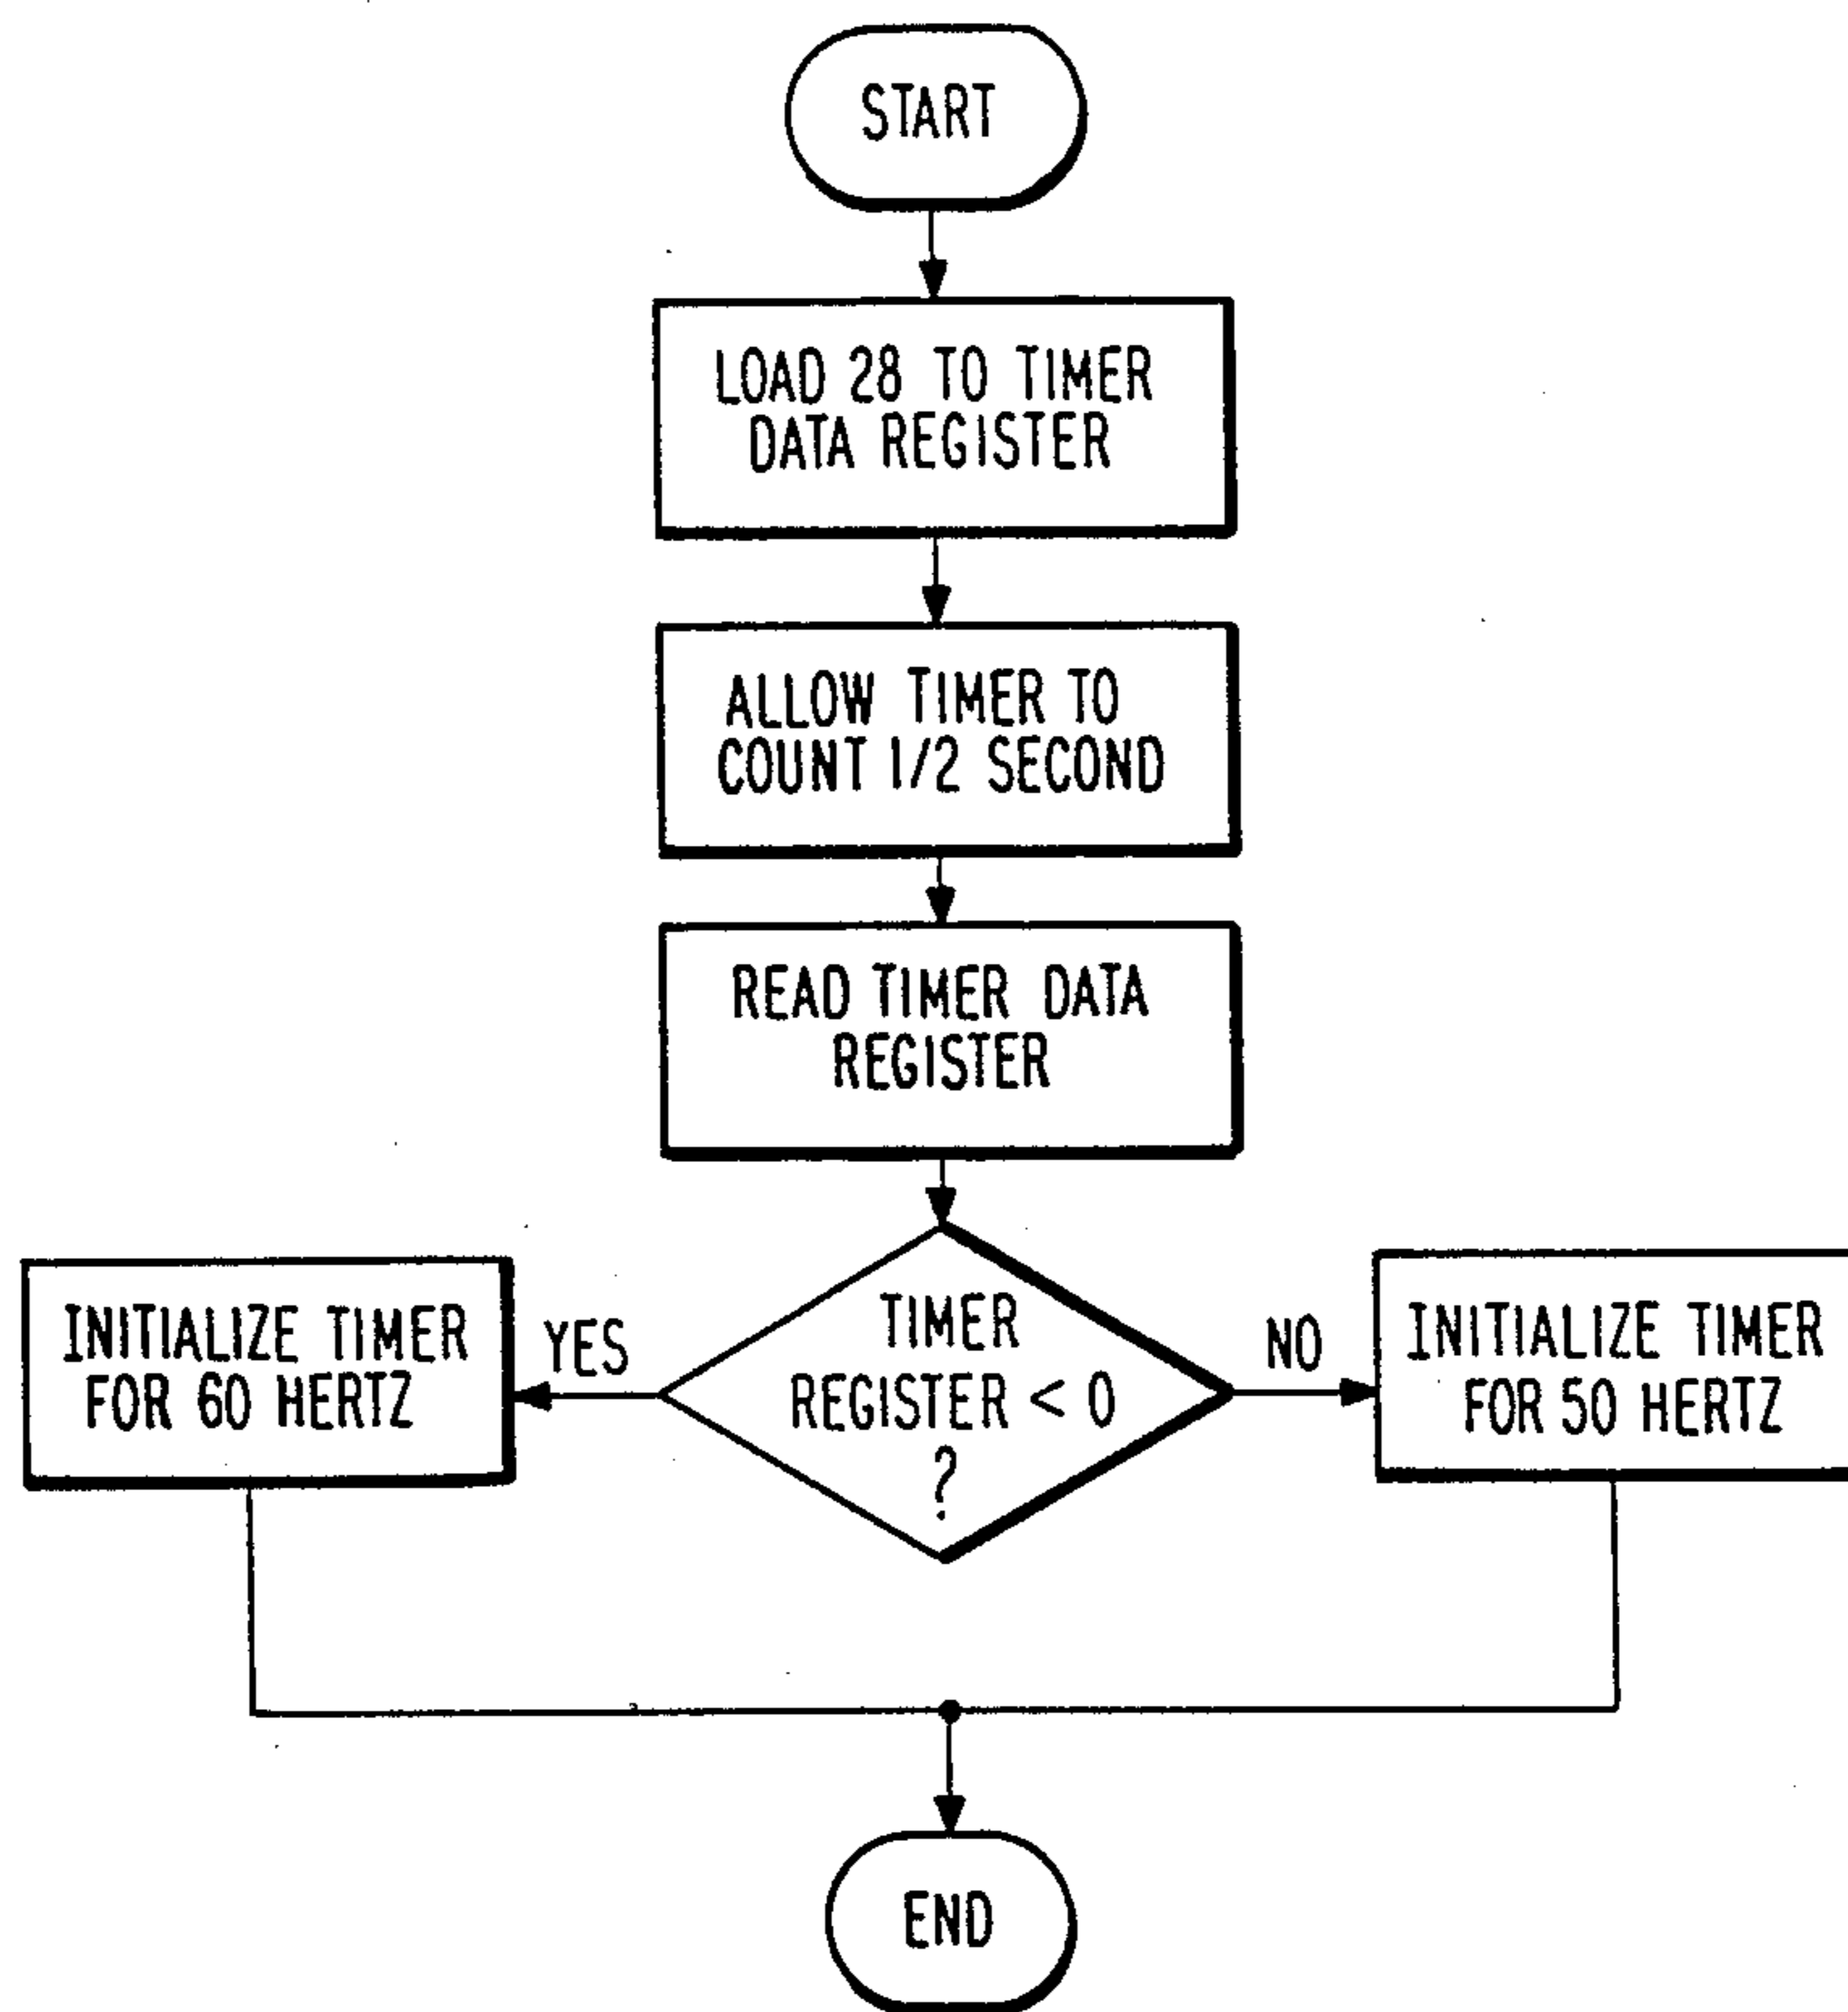 START
LOAD 28 TO TIMER
DATA REGISTER
ALLOW TIMER TO
COUNT 1/2 SECOND
READ TIMER DATA
REGISTER
TIMER
REGISTER < 0
?
YES
INITIALIZE TIMER
FOR 60 HERTZ
NO
INITIALIZE TIMER
FOR 50 HERTZ
END